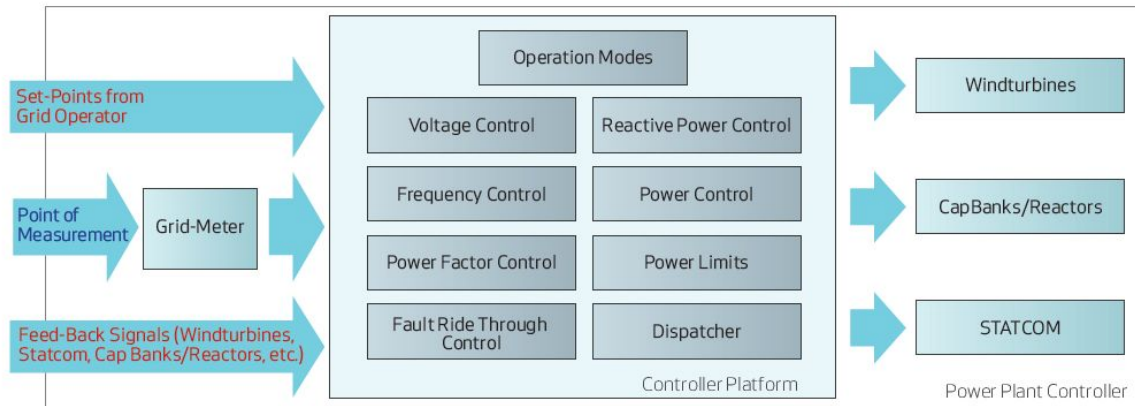 Operation Modes
Set-Points from
Grid Operator
Voltage Control
Reactive Power Control
Windturbines
Point of
Measurement
Grid-Meter
Frequency Control
Power Control
CapBanks/Reactors
Power Factor Control
Power Limits
Feed-Back Signals (Windturbines,
Statcom, Cap Banks/Reactors, etc.)
Fault Ride Through
Control
Dispatcher
STATCOM
Controller Platform
Power Plant Controller